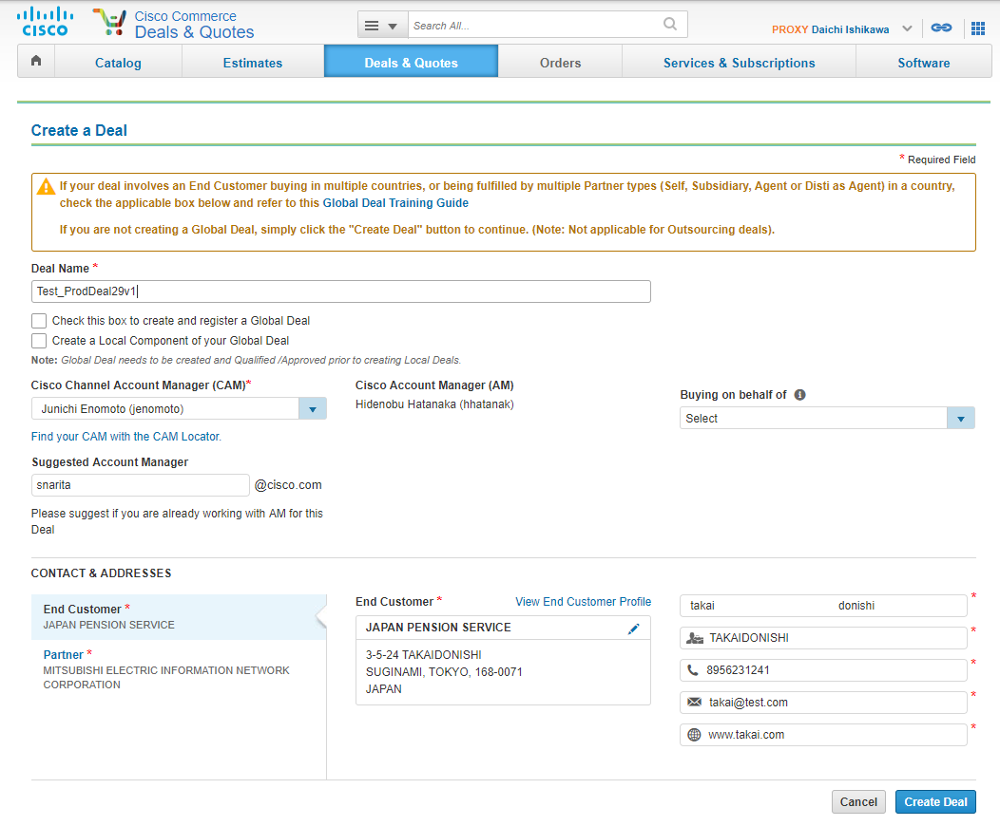 CISCO
Cisco Commerce
Deals & Quotes
Search All...
PROXY Daichi Ishikawa
Catalog
Estimates
Deals & Quotes
Orders
Services & Subscriptions
Software
Create a Deal
* Required Field
If your deal involves an End Customer buying in multiple countries, or being fulfilled by multiple Partner types (Self, Subsidiary, Agent or Disti as Agent) in a country,
check the applicable box below and refer to this Global Deal Training Guide
If you are not creating a Global Deal, simply click the "Create Deal" button to continue. (Note: Not applicable for Outsourcing deals).
Deal Name *
Test_ProdDeal29v1
Check this box to create and register a Global Deal
Create a Local Component of your Global Deal
Note: Global Deal needs to be created and Qualified /Approved prior to creating Local Deals.
Cisco Channel Account Manager (CAM)*
Junichi Enomoto (jenomoto)
Find your CAM with the CAM Locator.
Cisco Account Manager (AM)
Hidenobu Hatanaka (hhatanak)
Buying on behalf of
Select
Suggested Account Manager
snarita @cisco.com
Please suggest if you are already working with AM for this
Deal
CONTACT & ADDRESSES
End Customer *
JAPAN PENSION SERVICE
Partner *
MITSUBISHI ELECTRIC INFORMATION NETWORK
CORPORATION
End Customer *
View End Customer Profile
JAPAN PENSION SERVICE
3-5-24 TAKAIDONISHI
SUGINAMI, TOKYO, 168-0071
JAPAN
takai donishi *
TAKAIDONISHI *
8956231241 *
takai@test.com *
www.takai.com *
Cancel
Create Deal